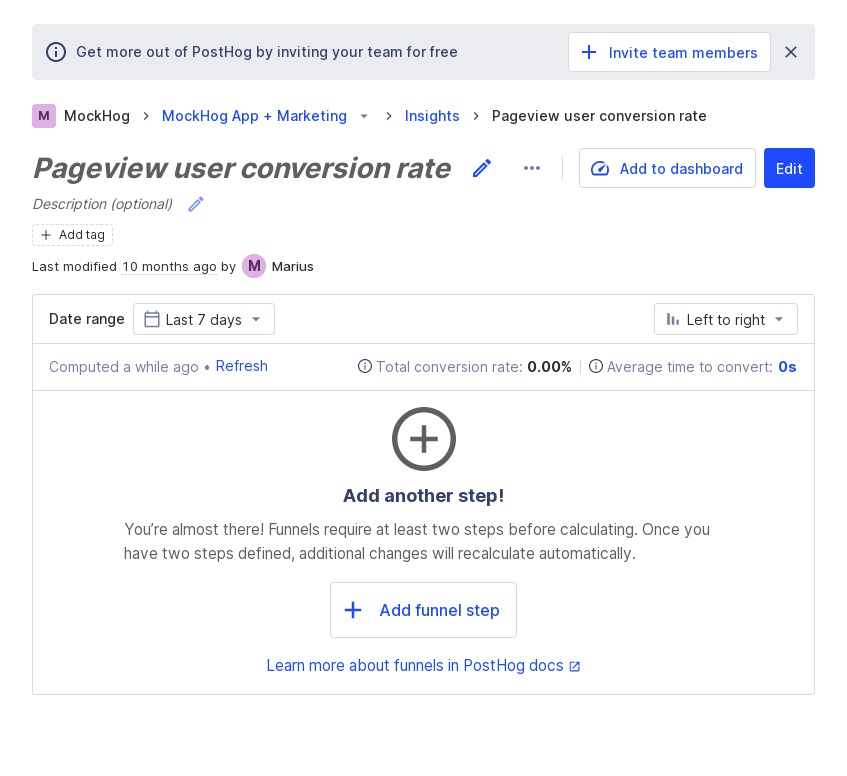 Get more out of PostHog by inviting your team for free
Invite team members
M MockHog MockHog App + Marketing Insights Pageview user conversion rate
Pageview user conversion rate
Add to dashboard
Edit
Description (optional)
Add tag
Last modified 10 months ago by M Marius
Date range Last 7 days Left to right
Computed a while ago • Refresh Total conversion rate: 0.00% Average time to convert: 0s
Add another step!
You’re almost there! Funnels require at least two steps before calculating. Once you
have two steps defined, additional changes will recalculate automatically.
Add funnel step
Learn more about funnels in PostHog docs